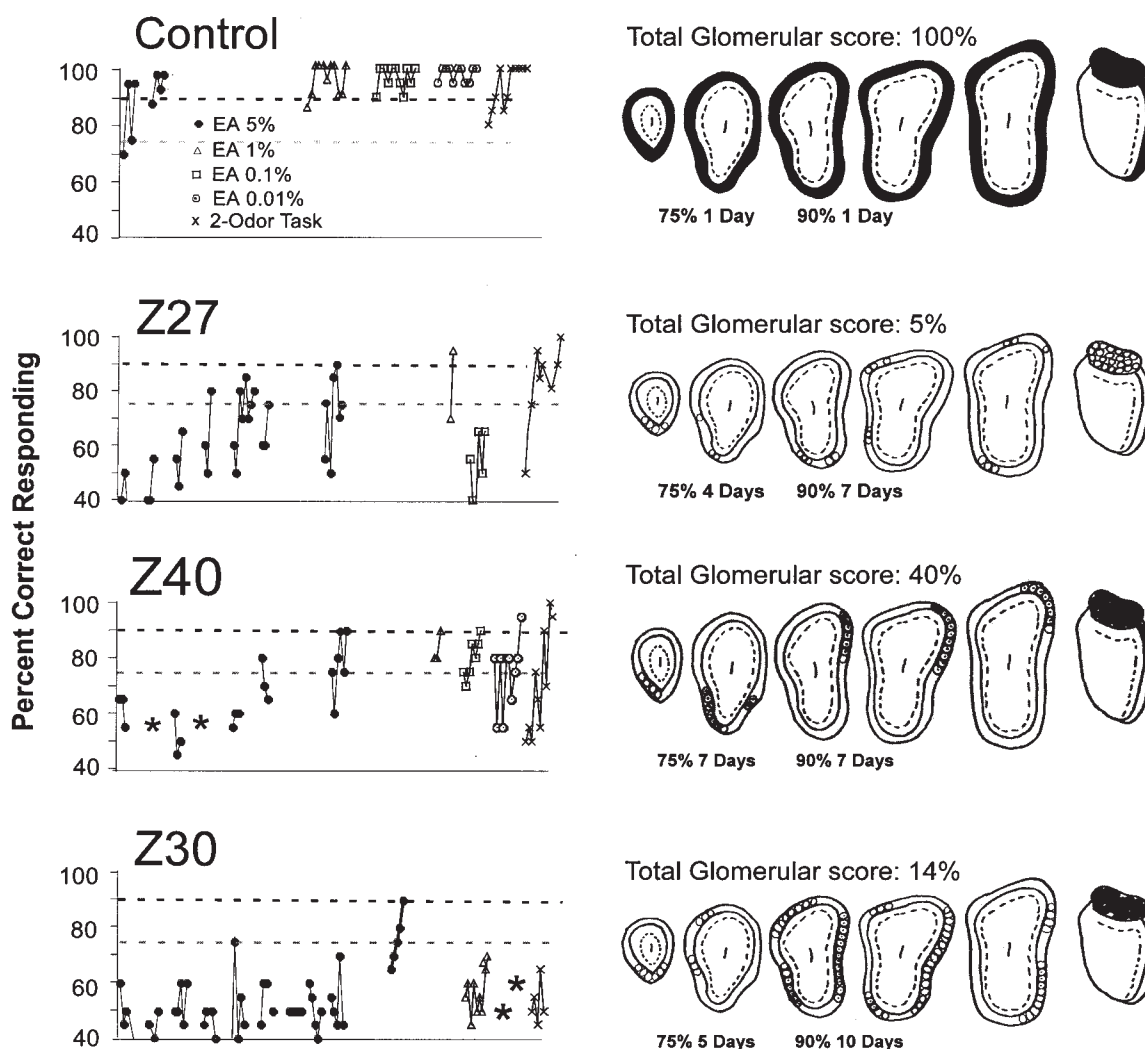 Control
100
80
60
40
EA 5%
EA 1%
EA 0.1%
EA 0.01%
2-Odor Task
Total Glomerular score: 100%
75% 1 Day
90% 1 Day
Percent Correct Responding
Z27
100
80
60
40
Total Glomerular score: 5%
75% 4 Days
90% 7 Days
Z40
100
80
60
40
*
*
Total Glomerular score: 40%
75% 7 Days
90% 7 Days
Z30
100
80
60
40
*
*
Total Glomerular score: 14%
75% 5 Days
90% 10 Days